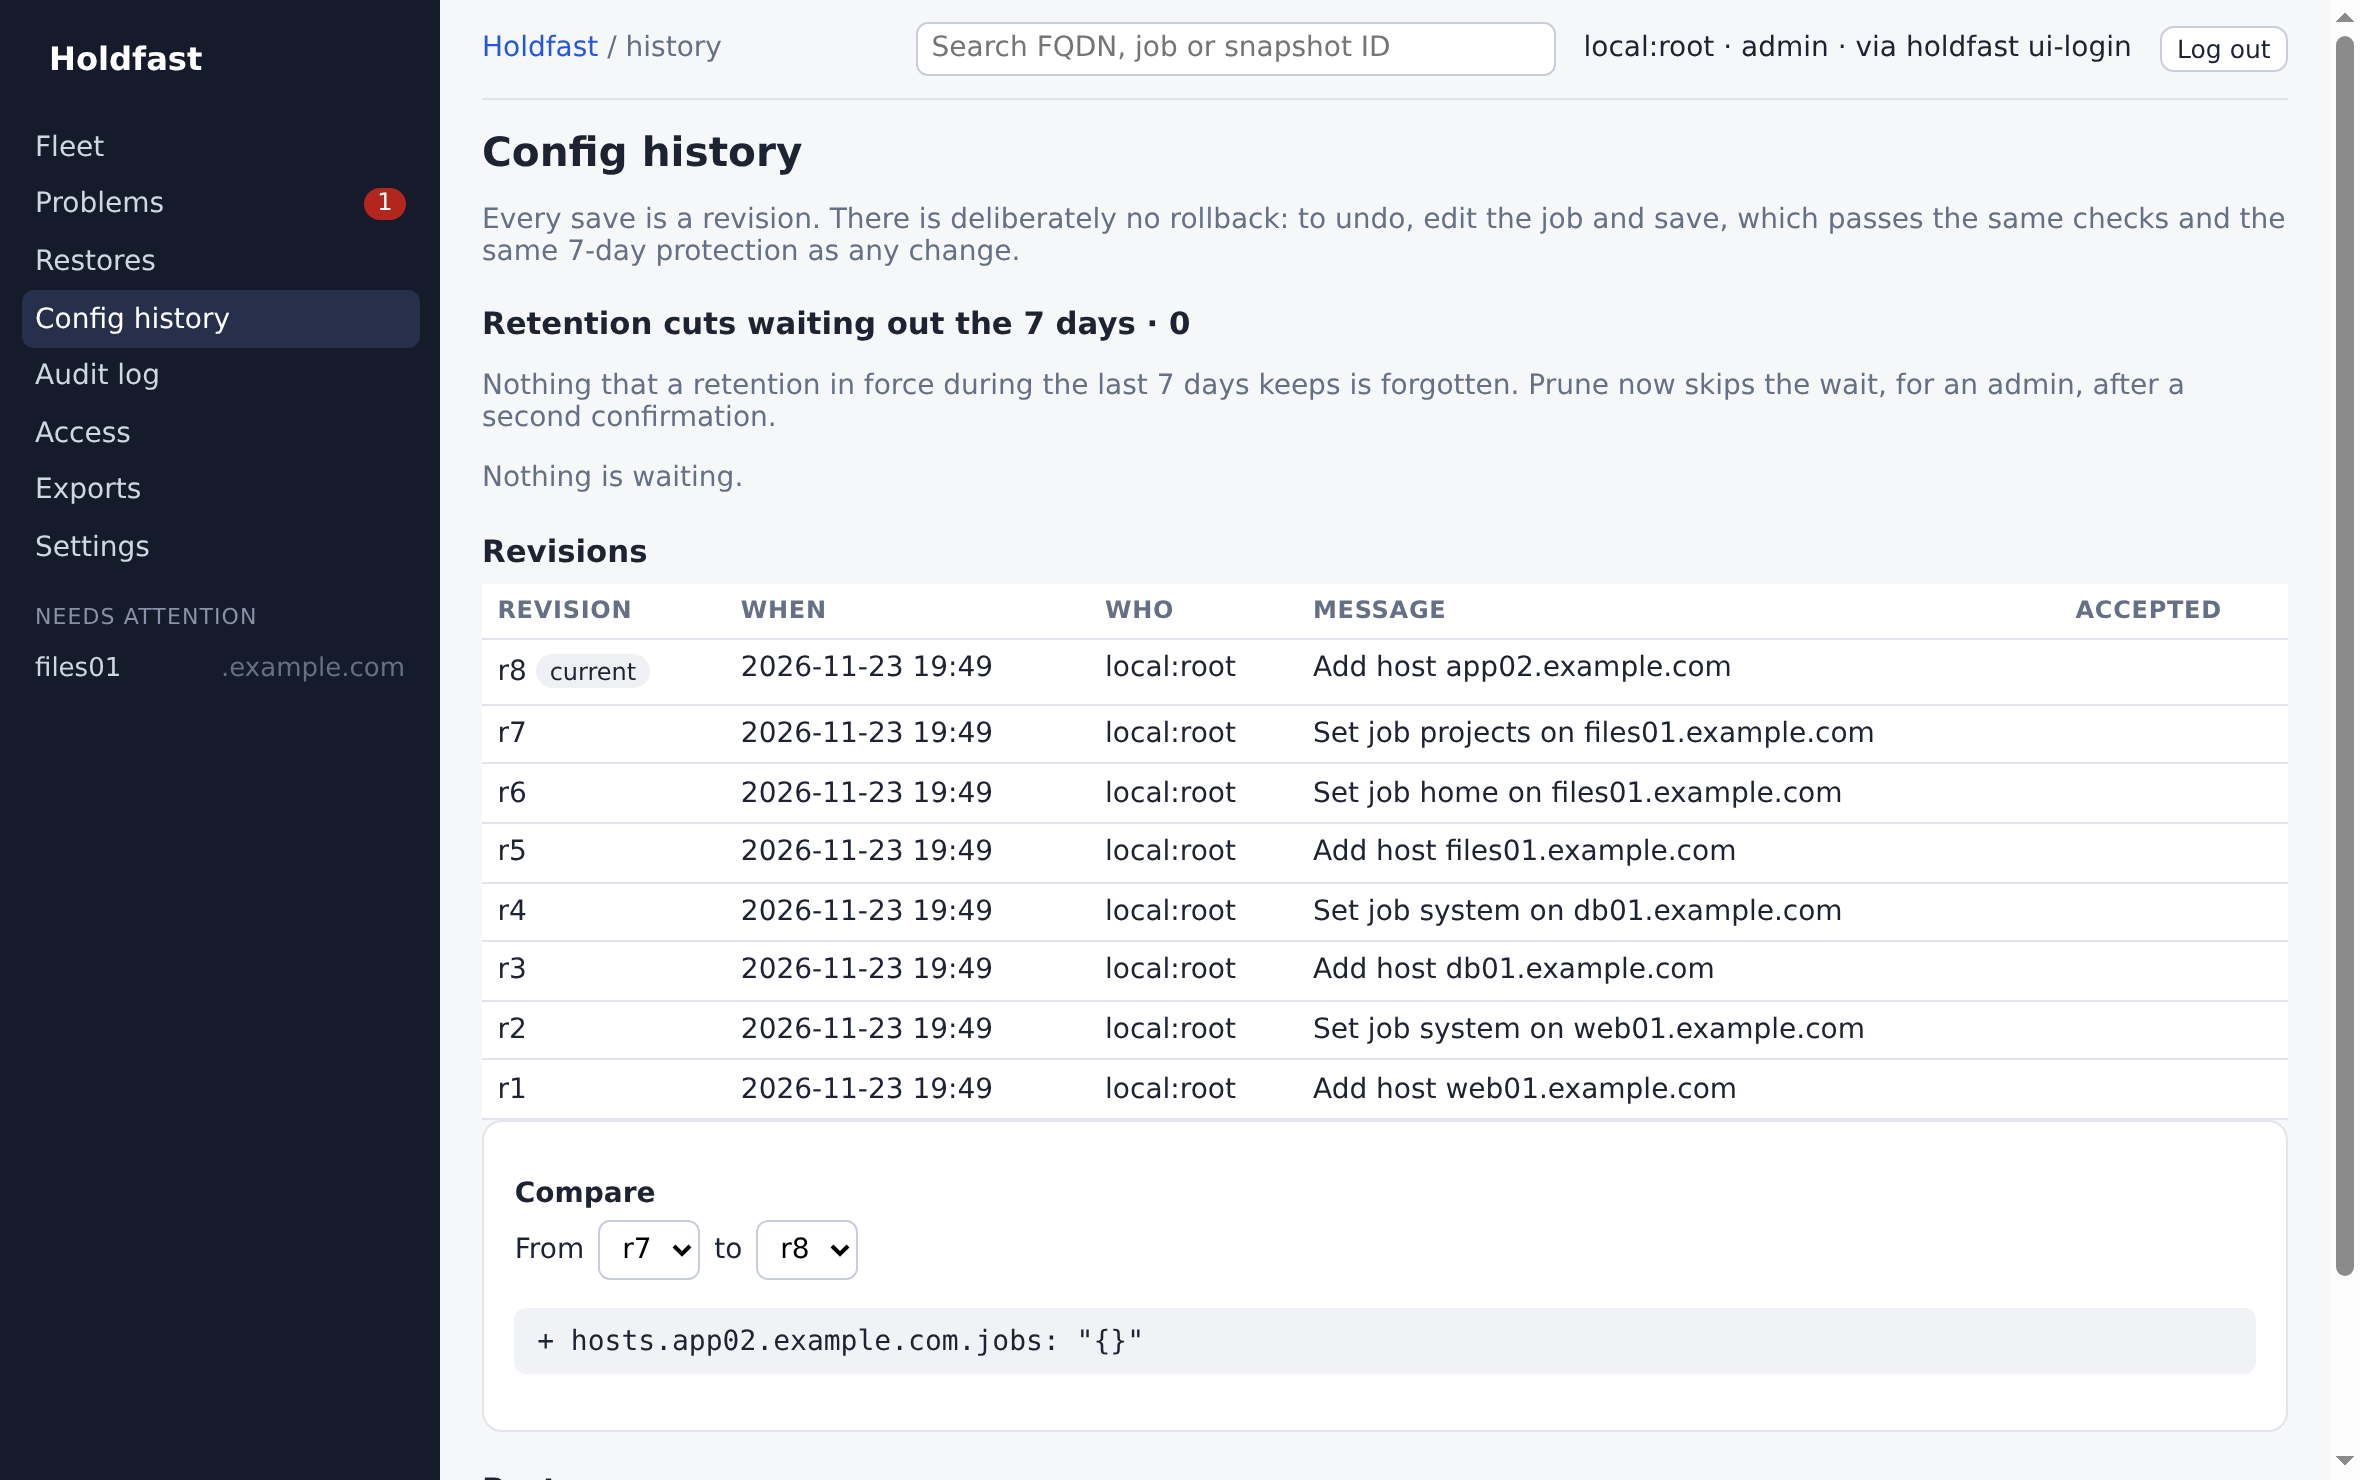 Holdfast
Fleet
Problems 1
Restores
Config history
Audit log
Access
Exports
Settings
NEEDS ATTENTION
files01 .example.com
Holdfast / history
Search FQDN, job or snapshot ID
local:root · admin · via holdfast ui-login
Log out
Config history
Every save is a revision. There is deliberately no rollback: to undo, edit the job and save, which passes the same checks and the
same 7-day protection as any change.
Retention cuts waiting out the 7 days · 0
Nothing that a retention in force during the last 7 days keeps is forgotten. Prune now skips the wait, for an admin, after a
second confirmation.
Nothing is waiting.
Revisions
REVISION WHEN WHO MESSAGE ACCEPTED
r8 current 2026-11-23 19:49 local:root Add host app02.example.com
r7 2026-11-23 19:49 local:root Set job projects on files01.example.com
r6 2026-11-23 19:49 local:root Set job home on files01.example.com
r5 2026-11-23 19:49 local:root Add host files01.example.com
r4 2026-11-23 19:49 local:root Set job system on db01.example.com
r3 2026-11-23 19:49 local:root Add host db01.example.com
r2 2026-11-23 19:49 local:root Set job system on web01.example.com
r1 2026-11-23 19:49 local:root Add host web01.example.com
Compare
From r7 to r8
+ hosts.app02.example.com.jobs: "{}"